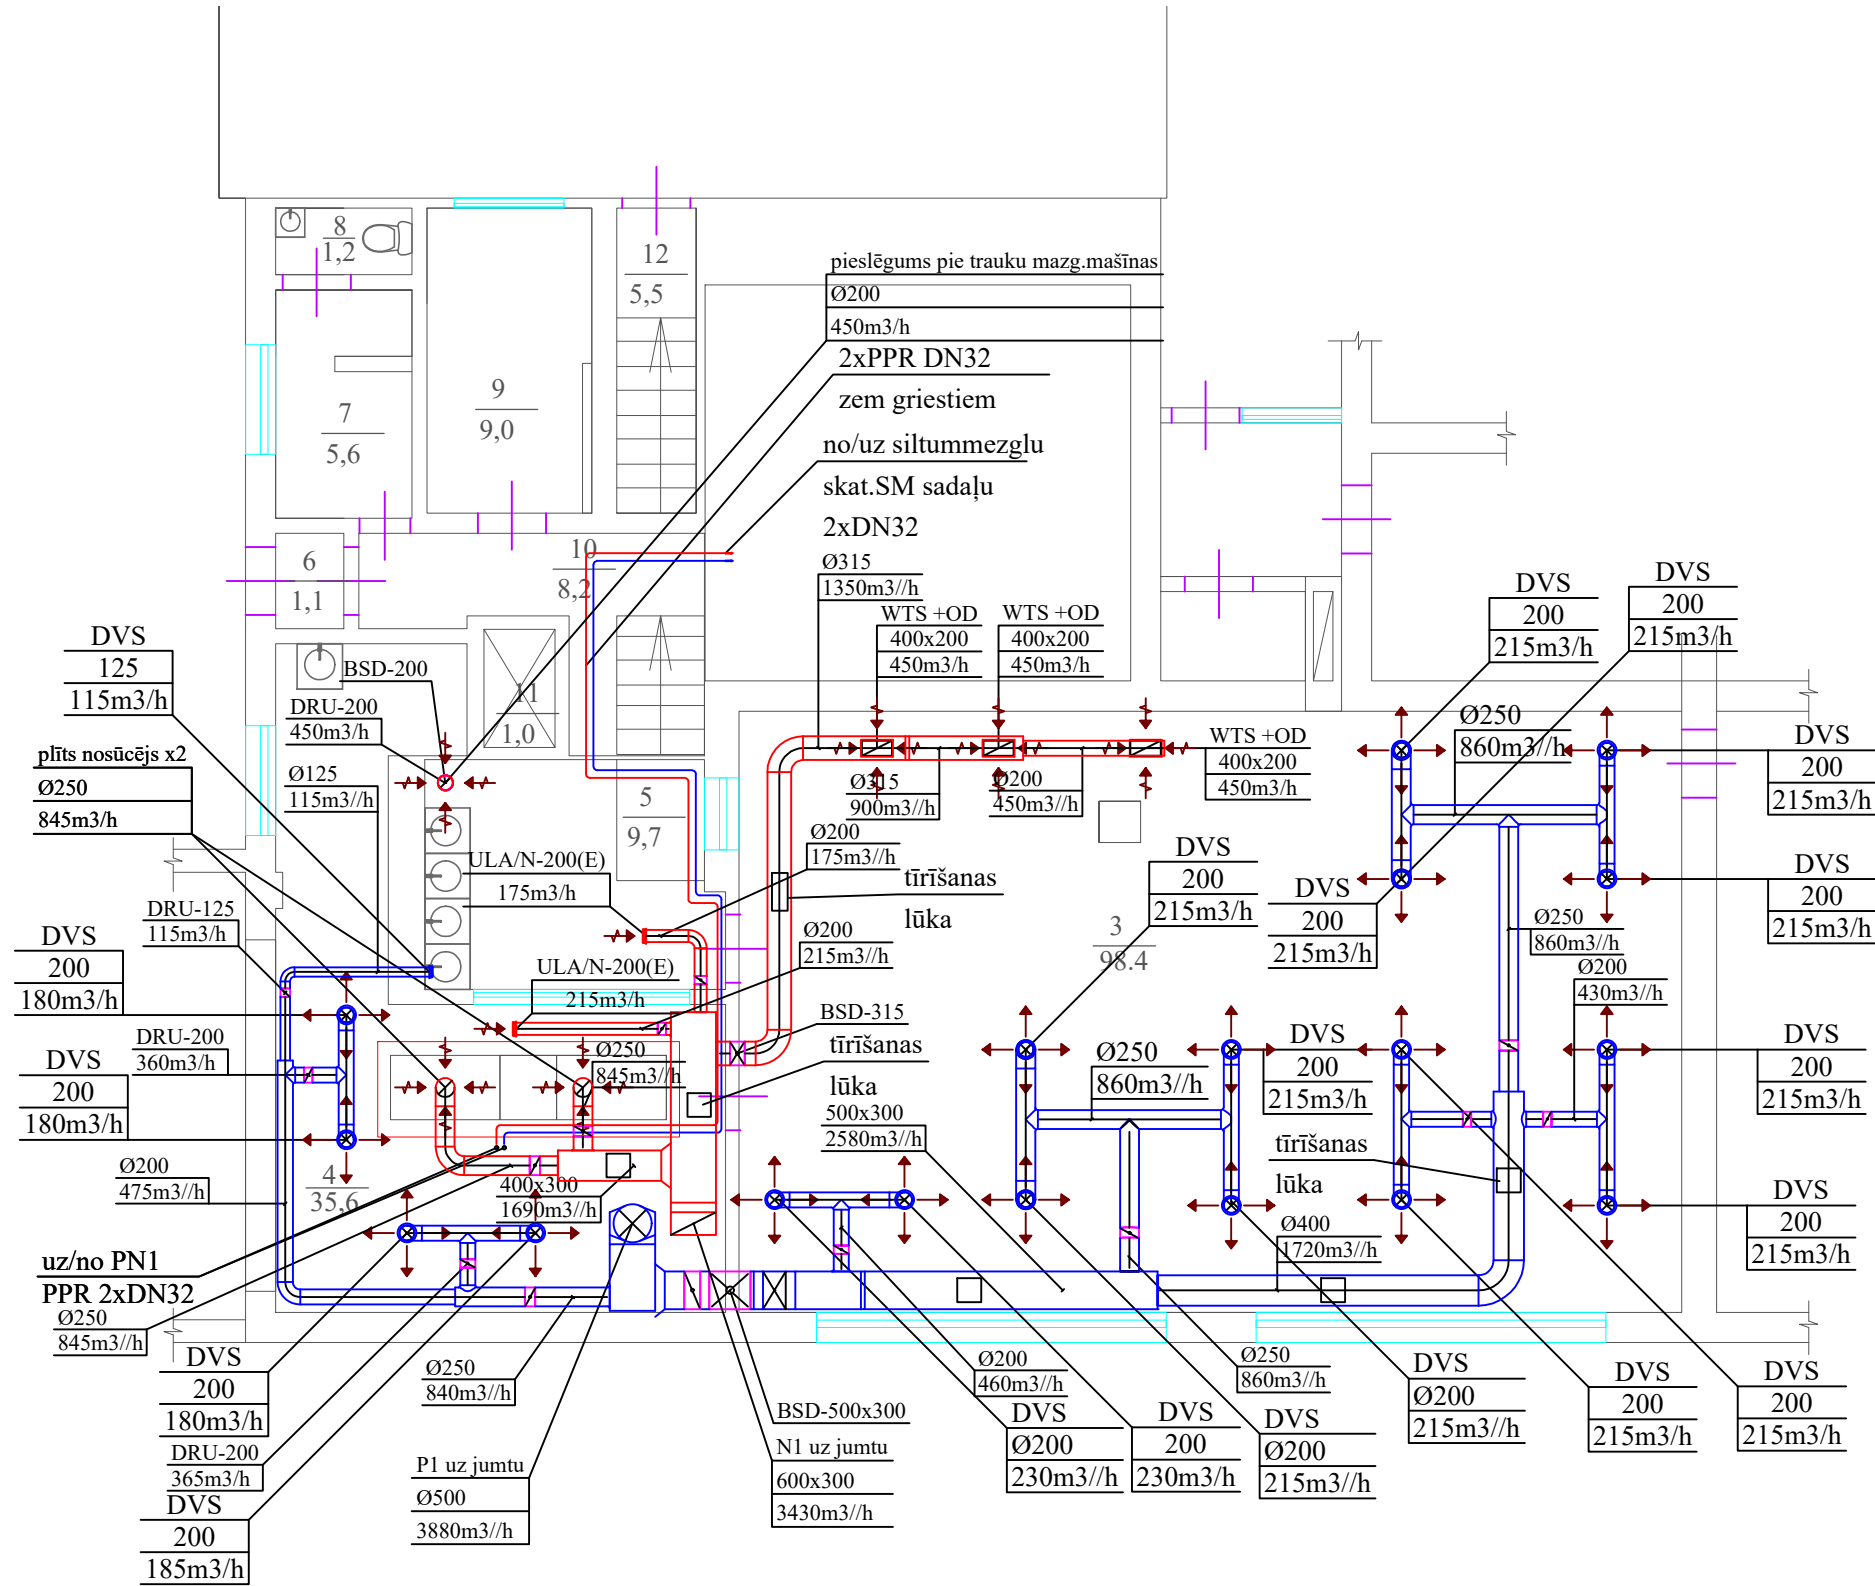 8
1,2
12
5,5
9
9,0
7
5,6
6
1,1
10
8,2
11
1,0
5
9,7
3
98.4
4
35,6
pieslēgums pie trauku mazg.mašīnas
Ø200
450m3/h
2xPPR DN32
zem griestiem
no/uz siltummezglu
skat.SM sadaļu
2xDN32
Ø315
1350m3//h
WTS +OD
400x200
450m3/h
WTS +OD
400x200
450m3/h
WTS +OD
400x200
450m3/h
Ø315
900m3//h
Ø200
450m3//h
DVS
200
215m3/h
DVS
200
215m3/h
Ø250
860m3//h
DVS
200
215m3/h
DVS
200
215m3/h
DVS
200
215m3/h
DVS
200
215m3/h
DVS
125
115m3/h
BSD-200
DRU-200
450m3/h
plīts nosūcējs x2
Ø250
845m3/h
Ø125
115m3//h
ULA/N-200(E)
175m3/h
Ø200
175m3//h
tīrīšanas
lūka
Ø200
215m3//h
DRU-125
115m3/h
DVS
200
180m3/h
ULA/N-200(E)
215m3/h
BSD-315
tīrīšanas
lūka
DRU-200
360m3/h
DVS
200
180m3/h
Ø250
845m3//h
500x300
2580m3//h
Ø250
860m3//h
DVS
200
215m3/h
Ø250
860m3//h
Ø200
430m3//h
DVS
200
215m3/h
tīrīšanas
lūka
Ø400
1720m3//h
DVS
200
215m3/h
Ø200
475m3//h
400x300
1690m3//h
uz/no PN1
PPR 2xDN32
Ø250
845m3//h
DVS
200
180m3/h
DRU-200
365m3/h
DVS
200
185m3/h
Ø250
840m3//h
P1 uz jumtu
Ø500
3880m3//h
BSD-500x300
N1 uz jumtu
600x300
3430m3//h
Ø200
460m3//h
DVS
Ø200
230m3//h
DVS
200
230m3/h
Ø250
860m3//h
DVS
Ø200
215m3//h
DVS
Ø200
215m3//h
DVS
200
215m3/h
DVS
200
215m3/h